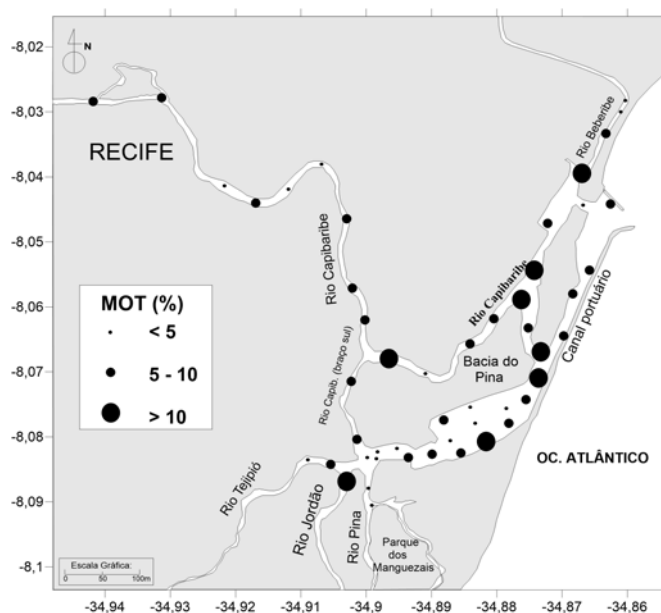 -8,02
-8,03
-8,04
-8,05
-8,06
-8,07
-8,08
-8,09
-8,1
N
RECIFE
Rio Beberibe
Rio Capibaribe
Rio Capibaribe
Canal portuário
MOT (%)
< 5
5 - 10
> 10
Rio Capib. (braço sul)
Bacia do
Pina
OC. ATLÂNTICO
Rio Tejipió
Rio Jordão
Rio Pina
Parque
dos
Manguezais
Escala Gráfica:
0 50 100m
-34,94 -34,93 -34,92 -34,91 -34,9 -34,89 -34,88 -34,87 -34,86